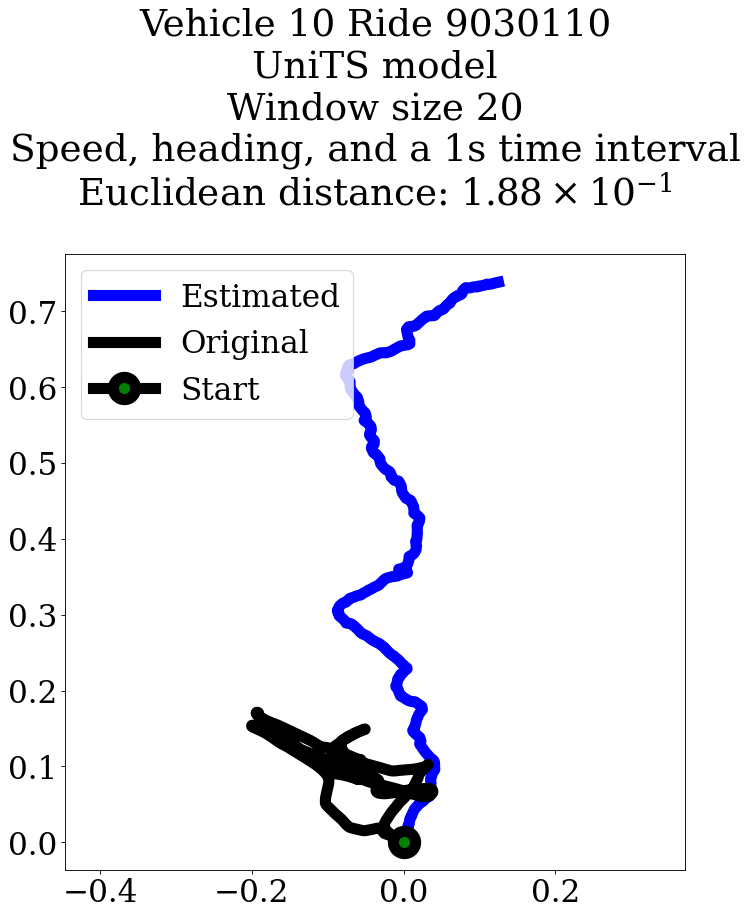 Vehicle 10 Ride 9030110
UniTS model
Window size 20
Speed, heading, and a 1s time interval
Euclidean distance: 1.88 × 10⁻¹
Estimated
Original
Start
0.7
0.6
0.5
0.4
0.3
0.2
0.1
0.0
−0.4
−0.2
0.0
0.2